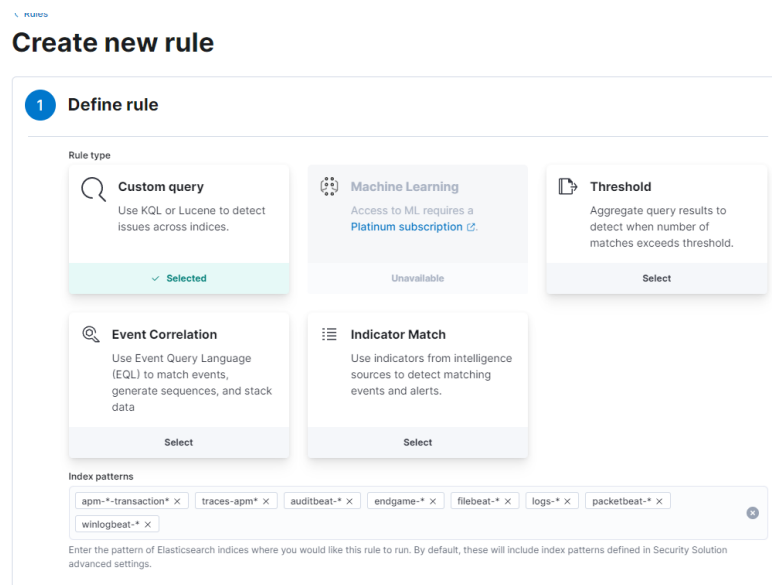 Rules
Create new rule
1 Define rule
Rule type
Custom query
Use KQL or Lucene to detect
issues across indices.
Selected
Machine Learning
Access to ML requires a
Platinum subscription .
Unavailable
Threshold
Aggregate query results to
detect when number of
matches exceeds threshold.
Select
Event Correlation
Use Event Query Language
(EQL) to match events,
generate sequences, and stack
data
Select
Indicator Match
Use indicators from intelligence
sources to detect matching
events and alerts.
Select
Index patterns
apm-*-transaction* × traces-apm* × auditbeat-* × endgame-* × filebeat-* × logs-* × packetbeat-* ×
winlogbeat-* ×
Enter the pattern of Elasticsearch indices where you would like this rule to run. By default, these will include index patterns defined in Security Solution
advanced settings.